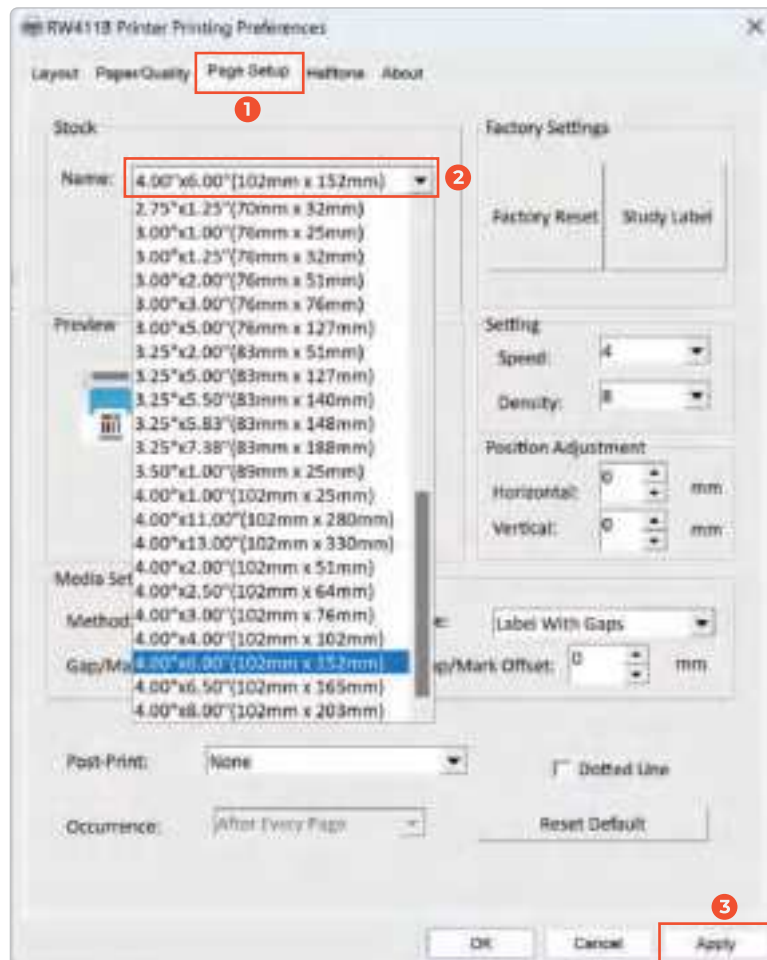 RW411B Printer Printing Preferences
Layout Paper/Quality Page Setup Halftone About
1
Stock
Name: 4.00"x6.00"(102mm x 152mm)
2
2.75"x1.25"(70mm x 32mm)
3.00"x1.00"(76mm x 25mm)
3.00"x1.25"(76mm x 32mm)
3.00"x2.00"(76mm x 51mm)
3.00"x3.00"(76mm x 76mm)
3.00"x5.00"(76mm x 127mm)
3.25"x2.00"(83mm x 51mm)
3.25"x5.00"(83mm x 127mm)
3.25"x5.50"(83mm x 140mm)
3.25"x5.83"(83mm x 148mm)
3.25"x7.38"(83mm x 188mm)
3.50"x1.00"(89mm x 25mm)
4.00"x1.00"(102mm x 25mm)
4.00"x11.00"(102mm x 280mm)
4.00"x13.00"(102mm x 330mm)
4.00"x2.00"(102mm x 51mm)
4.00"x2.50"(102mm x 64mm)
4.00"x3.00"(102mm x 76mm)
4.00"x4.00"(102mm x 102mm)
4.00"x6.00"(102mm x 152mm)
4.00"x6.50"(102mm x 165mm)
4.00"x8.00"(102mm x 203mm)
Factory Settings
Factory Reset Study Label
Preview
Setting
Speed: 4
Density: 8
Position Adjustment
Horizontal: 0 mm
Vertical: 0 mm
Media Set
Method
e: Label With Gaps
Gap/Ma
ap/Mark Offset: 0 mm
Post-Print: None
Dotted Line
Occurrence: After Every Page
Reset Default
3
OK Cancel Apply